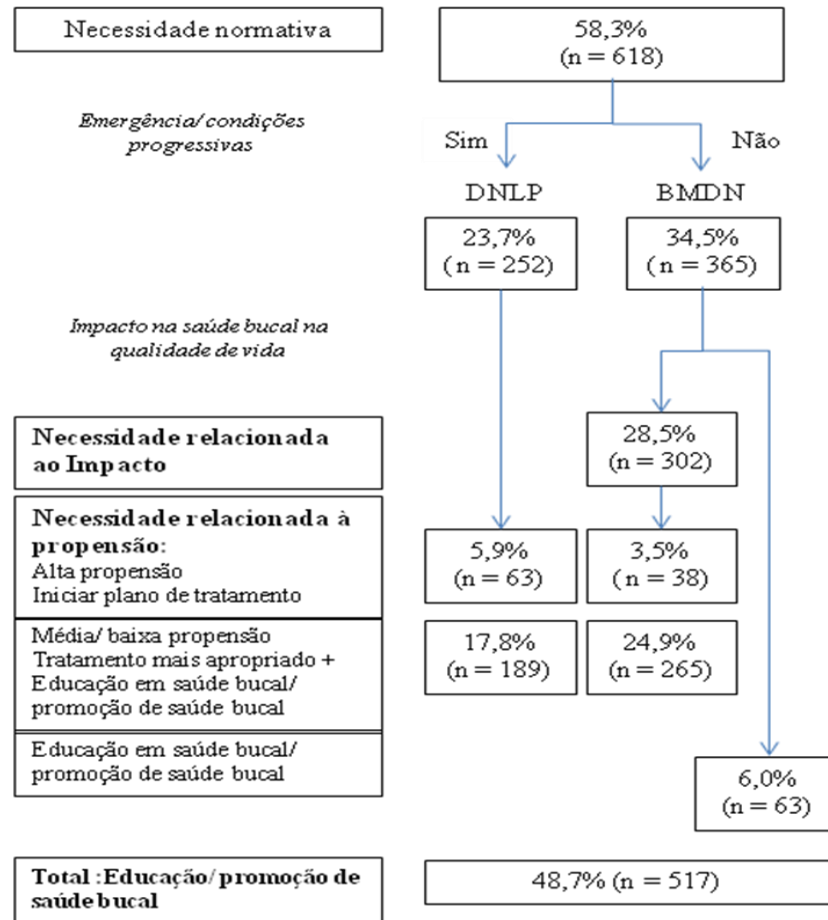 Necessidade normativa
58,3%
(n = 618)
Emergência/ condições
progressivas
Sim
Não
DNLP
BMDN
23,7%
( n = 252)
34,5%
( n = 365)
Impacto na saúde bucal na
qualidade de vida
Necessidade relacionada
ao Impacto
28,5%
(n = 302)
Necessidade relacionada à
propensão:
Alta propensão
Iniciar plano de tratamento
5,9%
(n = 63)
3,5%
( n = 38)
Média/ baixa propensão
Tratamento mais apropriado +
Educação em saúde bucal/
promoção de saúde bucal
17,8%
(n = 189)
24,9%
(n = 265)
Educação em saúde bucal/
promoção de saúde bucal
6,0%
(n = 63)
Total :Educação/ promoção de
saúde bucal
48,7% (n = 517)